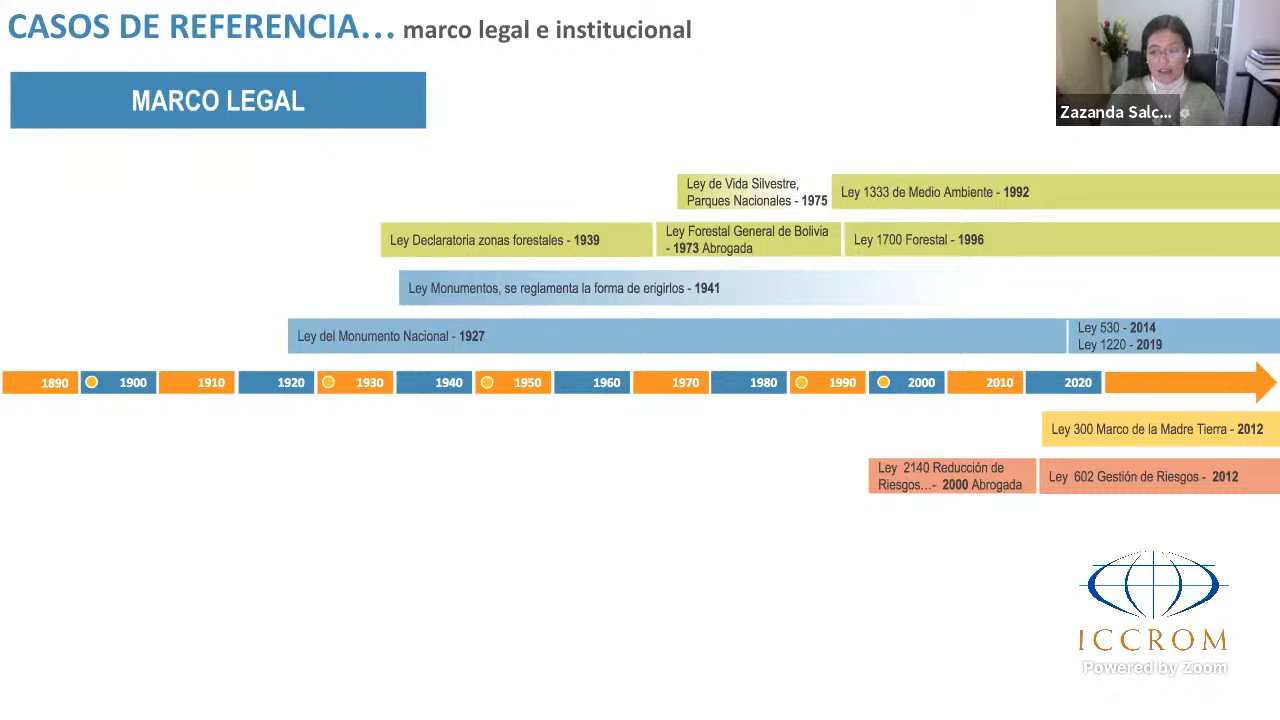 CASOS DE REFERENCIA... marco legal e institucional
MARCO LEGAL
Zazanda Salc...
Ley de Vida Silvestre,
Parques Nacionales - 1975
Ley 1333 de Medio Ambiente - 1992
Ley Declaratoria zonas forestales - 1939
Ley Forestal General de Bolivia
- 1973 Abrogada
Ley 1700 Forestal - 1996
Ley Monumentos, se reglamenta la forma de erigirlos - 1941
Ley del Monumento Nacional - 1927
Ley 530 - 2014
Ley 1220 - 2019
1890 1900 1910 1920 1930 1940 1950 1960 1970 1980 1990 2000 2010 2020
Ley 300 Marco de la Madre Tierra - 2012
Ley 2140 Reducción de
Riesgos...- 2000 Abrogada
Ley 602 Gestión de Riesgos - 2012
ICCROM
Powered by Zoom